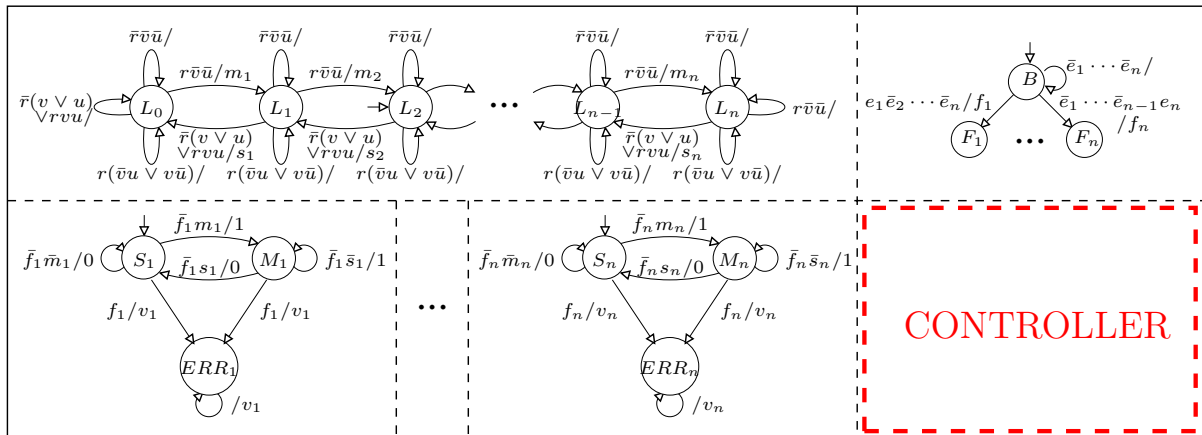 r̄v̄ū/ r̄v̄ū/ r̄v̄ū/ r̄v̄ū/ r̄v̄ū/
rv̄ū/m₁ rv̄ū/m₂ rv̄ū/mₙ
r̄(v ∨ u)
∨rvu/
L₀ L₁ L₂ ··· Lₙ₋₁ Lₙ
rv̄ū/
r̄(v ∨ u) r̄(v ∨ u) r̄(v ∨ u)
∨rvu/s₁ ∨rvu/s₂ ∨rvu/sₙ
r(v̄u ∨ vū)/ r(v̄u ∨ vū)/ r(v̄u ∨ vū)/ r(v̄u ∨ vū)/ r(v̄u ∨ vū)/
B
ē₁ ··· ēₙ/
e₁ē₂ ··· ēₙ/f₁
ē₁ ··· ēₙ₋₁eₙ
/fₙ
F₁ ··· Fₙ
f̄₁m₁/1
f̄₁m̄₁/0 S₁ M₁ f̄₁s̄₁/1
f̄₁s₁/0
f₁/v₁ f₁/v₁
ERR₁
/v₁
···
f̄ₙmₙ/1
f̄ₙm̄ₙ/0 Sₙ Mₙ f̄ₙs̄ₙ/1
f̄ₙsₙ/0
fₙ/vₙ fₙ/vₙ
ERRₙ
/vₙ
CONTROLLER